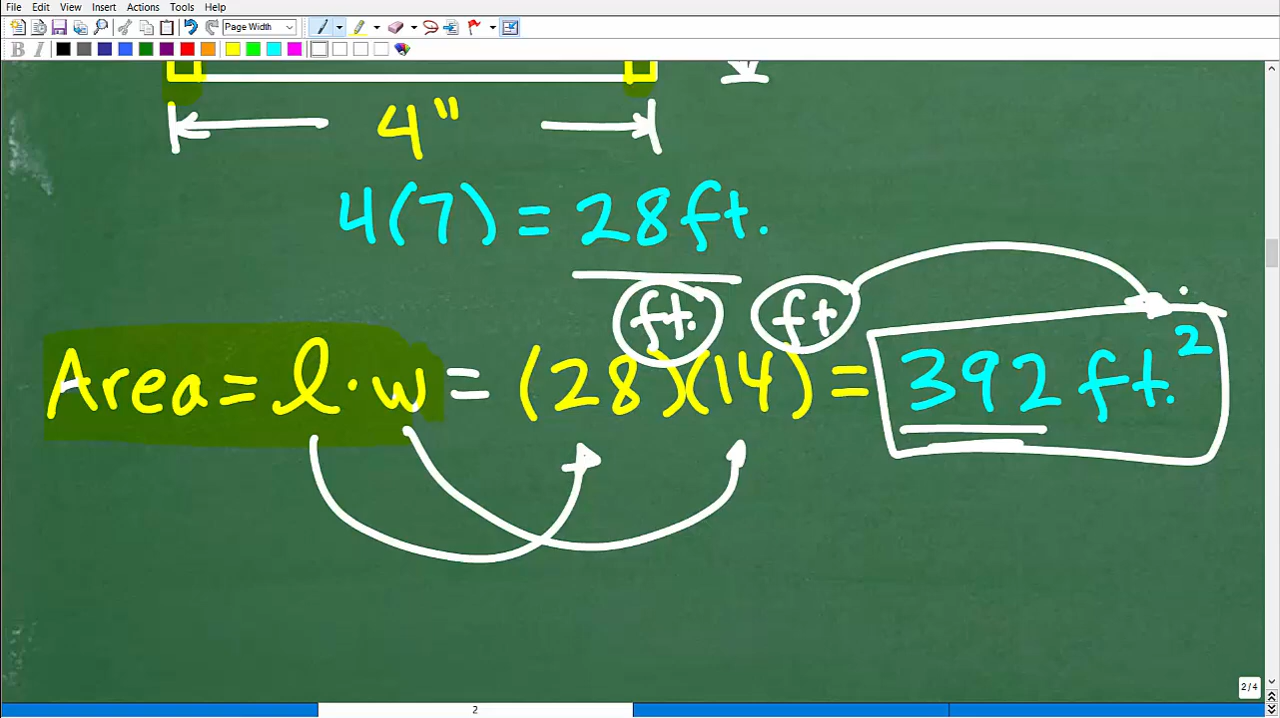 File Edit View Insert Actions Tools Help
Page Width
B I
4"
4(7) = 28 ft.
ft. ft
Area = l · w = (28)(14) = 392 ft.²
2/4
2